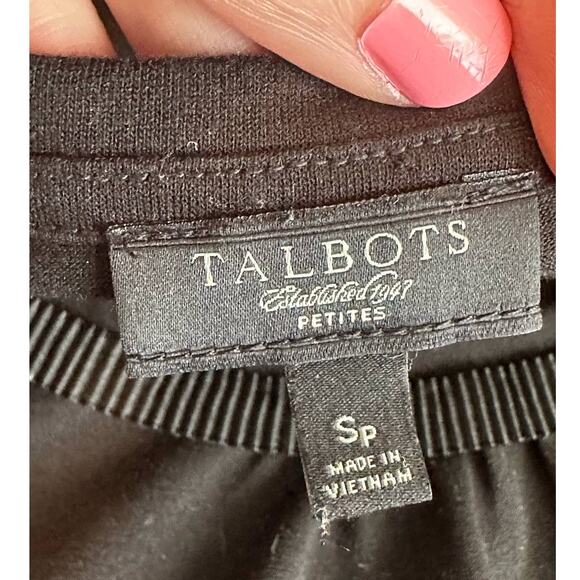 TALBOTS
Established 1947
PETITES
SP
MADE IN
VIETNAM